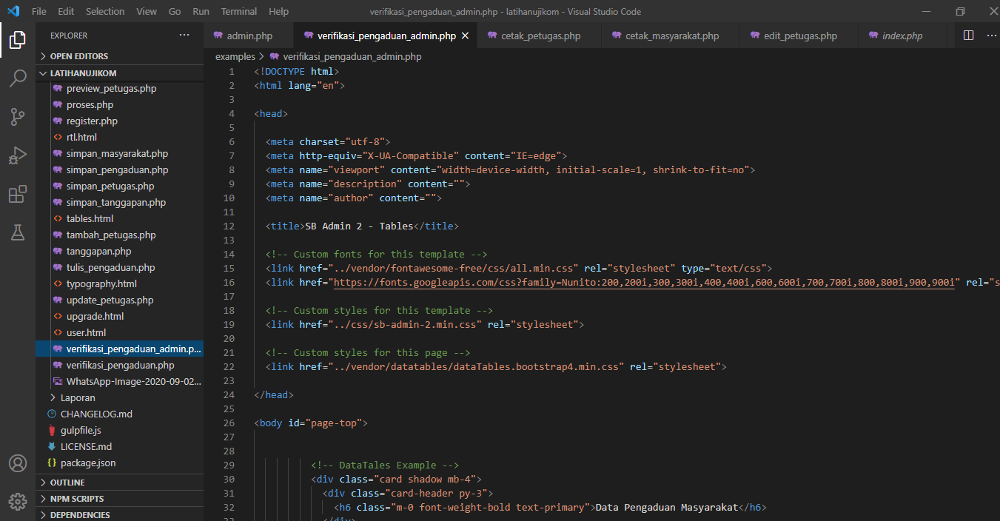 File Edit Selection View Go Run Terminal Help
verifikasi_pengaduan_admin.php - latihanujikom - Visual Studio Code
EXPLORER
OPEN EDITORS
LATIHANUJIKOM
preview_petugas.php
proses.php
register.php
rtl.html
simpan_masyarakat.php
simpan_pengaduan.php
simpan_petugas.php
simpan_tanggapan.php
tables.html
tambah_petugas.php
tanggapan.php
tulis_pengaduan.php
typography.html
update_petugas.php
upgrade.html
user.html
verifikasi_pengaduan_admin.p...
verifikasi_pengaduan.php
WhatsApp-Image-2020-09-02...
Laporan
CHANGELOG.md
gulpfile.js
LICENSE.md
package.json
OUTLINE
NPM SCRIPTS
DEPENDENCIES
admin.php verifikasi_pengaduan_admin.php cetak_petugas.php cetak_masyarakat.php edit_petugas.php index.php
examples > verifikasi_pengaduan_admin.php
1 <!DOCTYPE html>
2 <html lang="en">
3
4 <head>
5
6 <meta charset="utf-8">
7 <meta http-equiv="X-UA-Compatible" content="IE=edge">
8 <meta name="viewport" content="width=device-width, initial-scale=1, shrink-to-fit=no">
9 <meta name="description" content="">
10 <meta name="author" content="">
11
12 <title>SB Admin 2 - Tables</title>
13
14 <!-- Custom fonts for this template -->
15 <link href="../vendor/fontawesome-free/css/all.min.css" rel="stylesheet" type="text/css">
16 <link href="https://fonts.googleapis.com/css?family=Nunito:200,200i,300,300i,400,400i,600,600i,700,700i,800,800i,900,900i" rel="s
17
18 <!-- Custom styles for this template -->
19 <link href="../css/sb-admin-2.min.css" rel="stylesheet">
20
21 <!-- Custom styles for this page -->
22 <link href="../vendor/datatables/dataTables.bootstrap4.min.css" rel="stylesheet">
23
24 </head>
25
26 <body id="page-top">
27
28
29 <!-- DataTales Example -->
30 <div class="card shadow mb-4">
31 <div class="card-header py-3">
32 <h6 class="m-0 font-weight-bold text-primary">Data Pengaduan Masyarakat</h6>
33 </div>